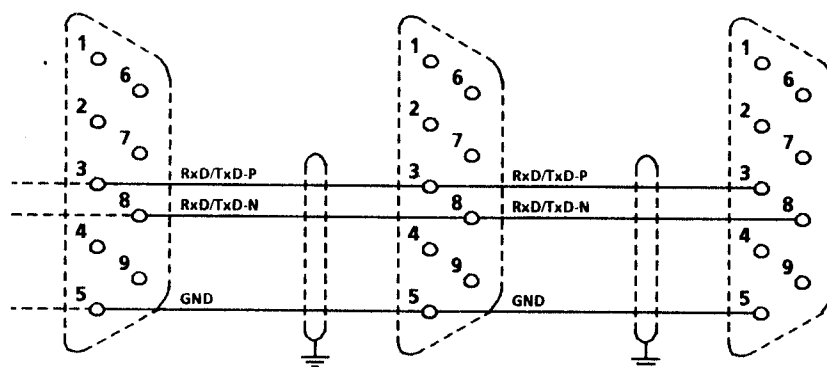 1 1 1
6 6 6
2 2 2
7 7 7
3 RxD/TxD-P 3 RxD/TxD-P 3
8 RxD/TxD-N 8 RxD/TxD-N 8
4 4 4
9 9 9
5 GND 5 GND 5